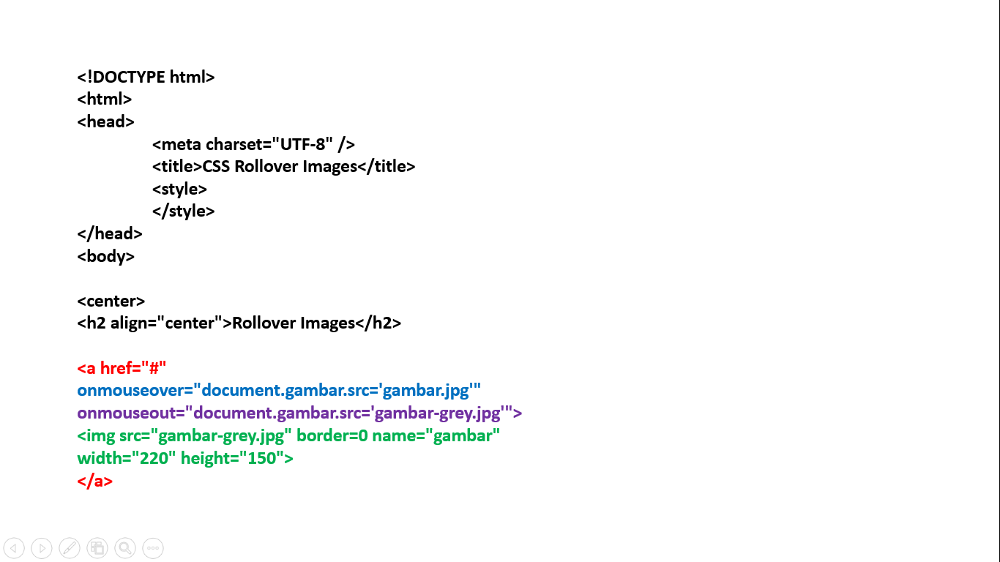 <!DOCTYPE html>
<html>
<head>
<meta charset="UTF-8" />
<title>CSS Rollover Images</title>
<style>
</style>
</head>
<body>
<center>
<h2 align="center">Rollover Images</h2>
<a href="#"
onmouseover="document.gambar.src='gambar.jpg'"
onmouseout="document.gambar.src='gambar-grey.jpg'">
<img src="gambar-grey.jpg" border=0 name="gambar"
width="220" height="150">
</a>